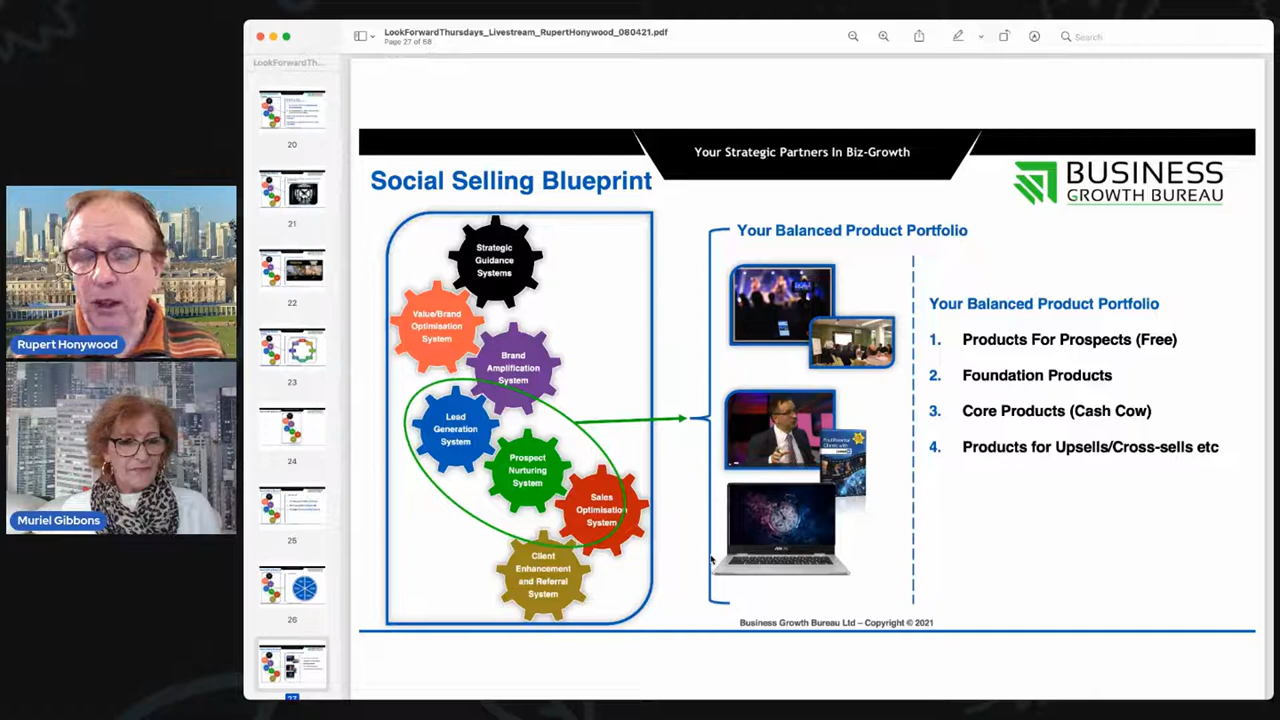 LookForwardThursdays_Livestream_RupertHonywood_080421.pdf
Page 27 of 58
Search
LookForwardTh...
20
21
22
23
24
25
26
27
Rupert Honywood
Muriel Gibbons
Your Strategic Partners In Biz-Growth
BUSINESS
GROWTH BUREAU
Social Selling Blueprint
Strategic
Guidance
Systems
Value/Brand
Optimisation
System
Brand
Amplification
System
Lead
Generation
System
Prospect
Nurturing
System
Sales
Optimisation
System
Client
Enhancement
and Referral
System
Your Balanced Product Portfolio
Your Balanced Product Portfolio
1. Products For Prospects (Free)
2. Foundation Products
3. Core Products (Cash Cow)
4. Products for Upsells/Cross-sells etc
Business Growth Bureau Ltd – Copyright © 2021